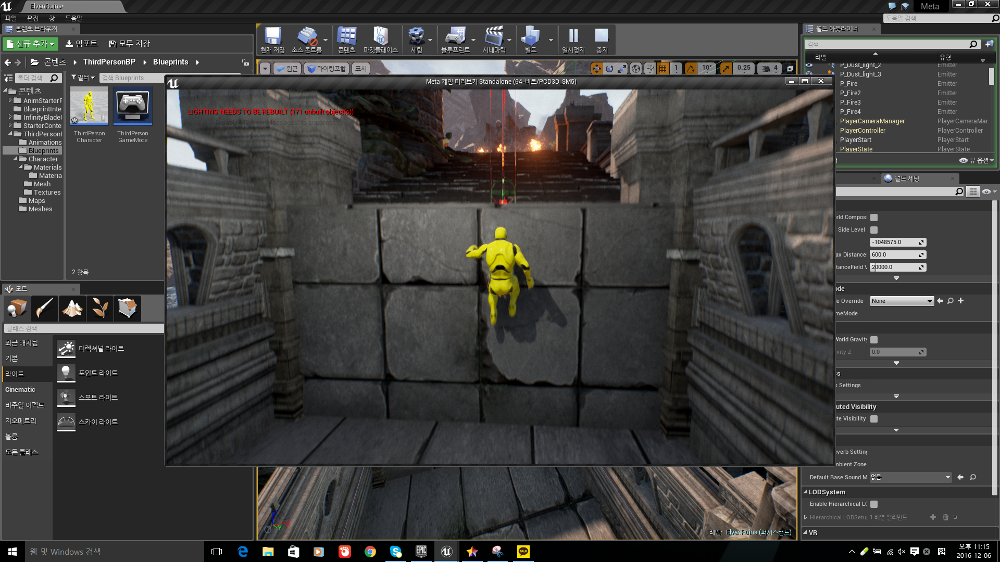 ElvenRuins*
Meta
파일 편집 창 도움말
도움말 검색
콘텐츠 브라우저
신규 추가
임포트
모두 저장
콘텐츠 ThirdPersonBP Blueprints
폴더 검색
필터
검색 Blueprints
콘텐츠
AnimStarterP
BlueprintInte
InfinityBlade
StarterConte
ThirdPersonB
Animations
Blueprints
Character
Materials
Materia
Mesh
Textures
Maps
Meshes
ThirdPerson
Character
ThirdPerson
GameMode
2 항목
현재 저장
소스 콘트롤
콘텐츠
마켓플레이스
세팅
블루프린트
시네마틱
빌드
일시정지
중지
원근
라이팅포함
표시
1
10°
0.25
4
Meta 게임 미리보기 Standalone (64-비트/PCD3D_SM5)
LIGHTING NEEDS TO BE REBUILT (171 unbuilt object(s))
'DisableAllScreenMessages' to suppress
월드 아웃라이너
검색...
라벨 유형
P_Dust_light_2 Emitter
P_Dust_light_3 Emitter
P_Fire Emitter
P_Fire2 Emitter
P_Fire3 Emitter
P_Fire4 Emitter
PlayerCameraManager PlayerCameraMar
PlayerController PlayerController
PlayerStart PlayerStart
PlayerState PlayerState
뷰 옵션
월드 세팅
rld Compos
t Side Level
-1048575.0
ax Distance 600.0
tanceField V 20000.0
ode
e Override None
meMode
World Gravity
vity Z 0.0
ss
s Settings
uted Visibility
ute Visibility
everb Setting
mbient Zone
Default Base Sound M 없음
LODSystem
Enable Hierarchical LO
Hierarchical LODSetu 1 배열 엘리먼트
VR
모드
클래스 검색
최근 배치됨
기본
라이트
Cinematic
비주얼 이펙트
지오메트리
볼륨
모든 클래스
디렉셔널 라이트
포인트 라이트
스포트 라이트
스카이 라이트
Z
X
Y
레벨: ElvenRuins (퍼시스턴트)
웹 및 Windows 검색
EPIC
GAMES
TALK
한
오후 11:15
2016-12-06